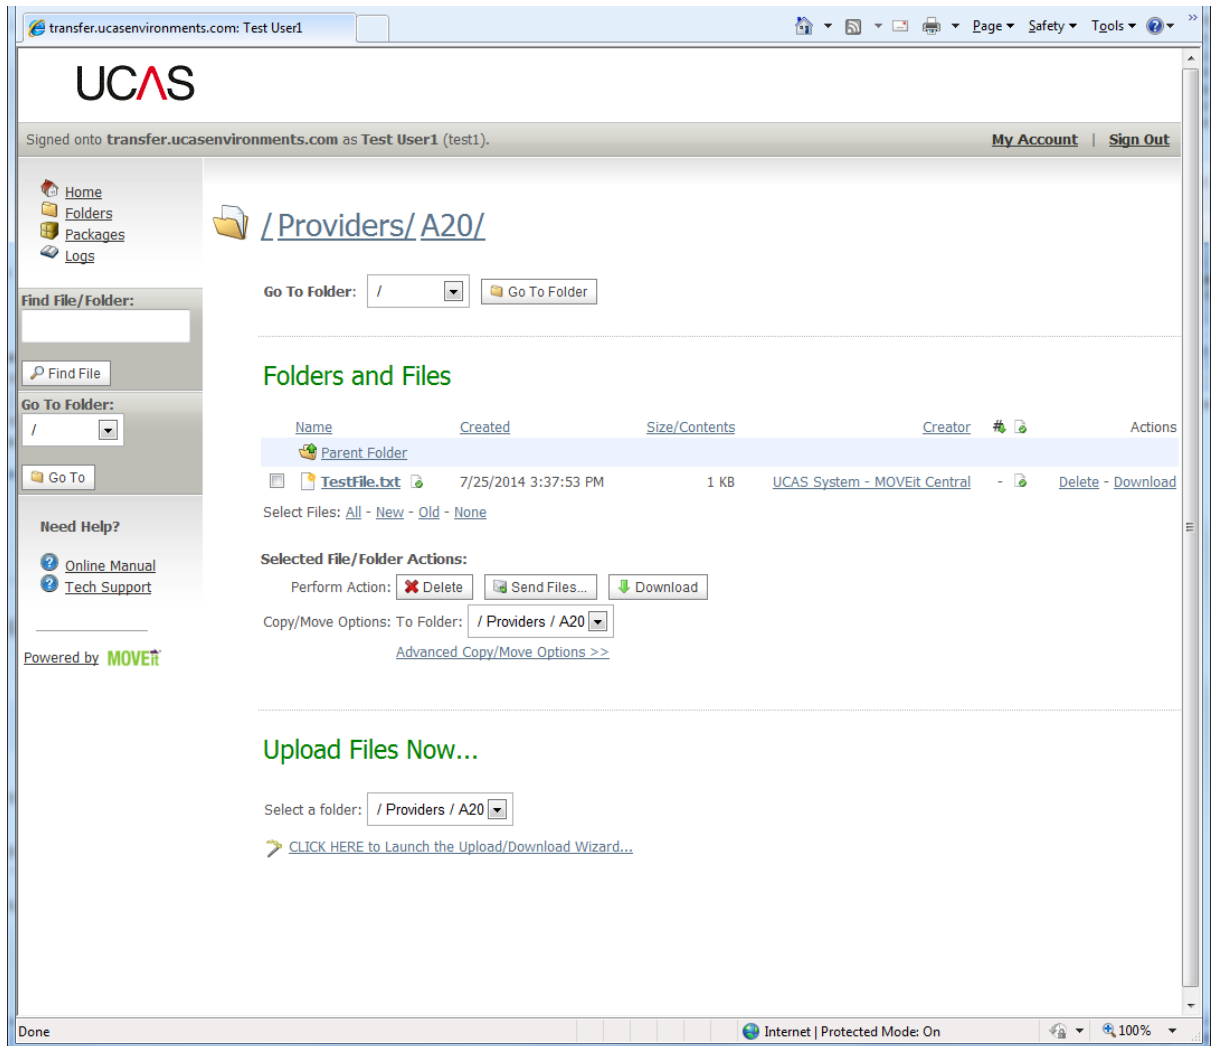 transfer.ucasenvironments.com: Test User1
Page Safety Tools »
UCAS
Signed onto transfer.ucasenvironments.com as Test User1 (test1).
My Account | Sign Out
Home
Folders
Packages
Logs
Find File/Folder:
Find File
Go To Folder:
/
Go To
Need Help?
Online Manual
Tech Support
Powered by MOVEit
/ Providers/ A20/
Go To Folder: / Go To Folder
Folders and Files
Name Created Size/Contents Creator # Actions
Parent Folder
TestFile.txt 7/25/2014 3:37:53 PM 1 KB UCAS System - MOVEit Central - Delete - Download
Select Files: All - New - Old - None
Selected File/Folder Actions:
Perform Action: Delete Send Files... Download
Copy/Move Options: To Folder: / Providers / A20
Advanced Copy/Move Options >>
Upload Files Now...
Select a folder: / Providers / A20
CLICK HERE to Launch the Upload/Download Wizard...
Done
Internet | Protected Mode: On
100%